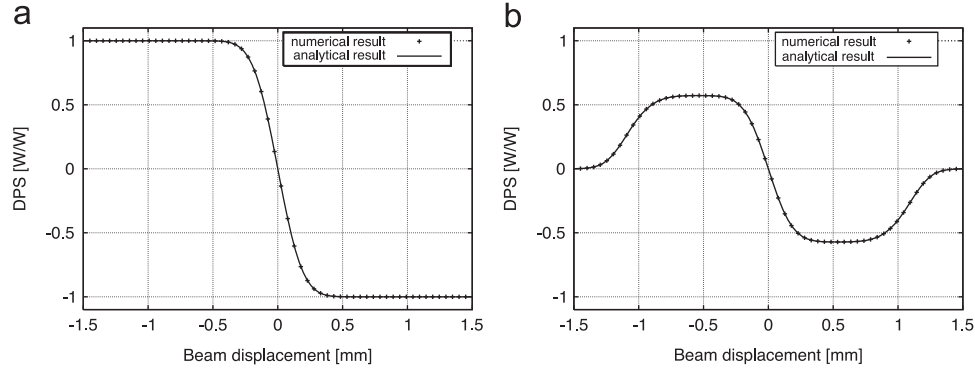 a
numerical result
analytical result
1
0.5
0
-0.5
-1
DPS [W/W]
-1.5 -1 -0.5 0 0.5 1 1.5
Beam displacement [mm]
b
numerical result
analytical result
1
0.5
0
-0.5
-1
DPS [W/W]
-1.5 -1 -0.5 0 0.5 1 1.5
Beam displacement [mm]